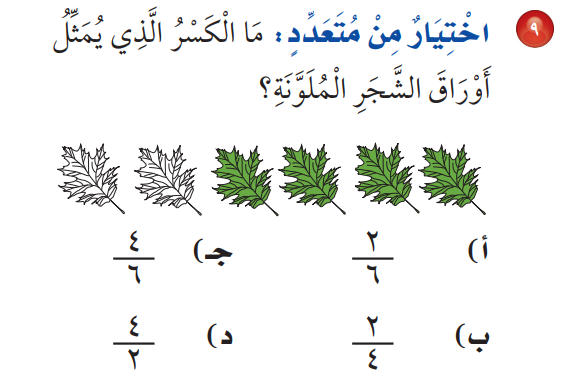 ٩ اخْتِيَارٌ مِنْ مُتَعَدِّدٍ: مَا الْكَسْرُ الَّذِي يُمَثِّلُ
أَوْرَاقَ الشَّجَرِ الْمُلَوَّنَةِ؟
أ) ٢/٦ جـ) ٤/٦
ب) ٢/٤ د) ٤/٢